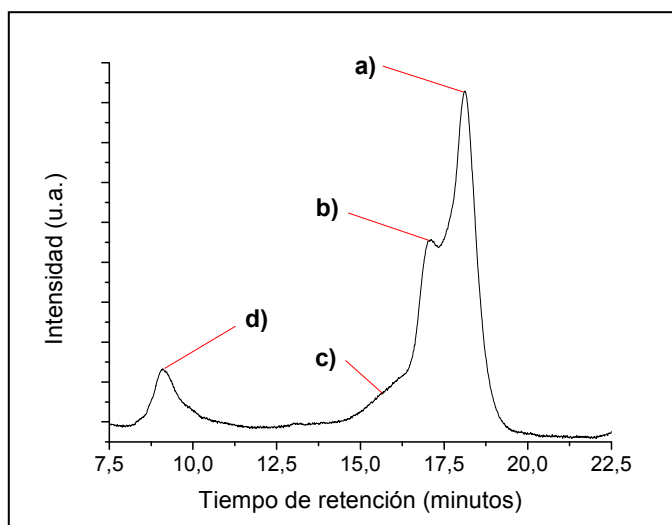 a)
b)
c)
d)
Intensidad (u.a.)
7,5 10,0 12,5 15,0 17,5 20,0 22,5
Tiempo de retención (minutos)